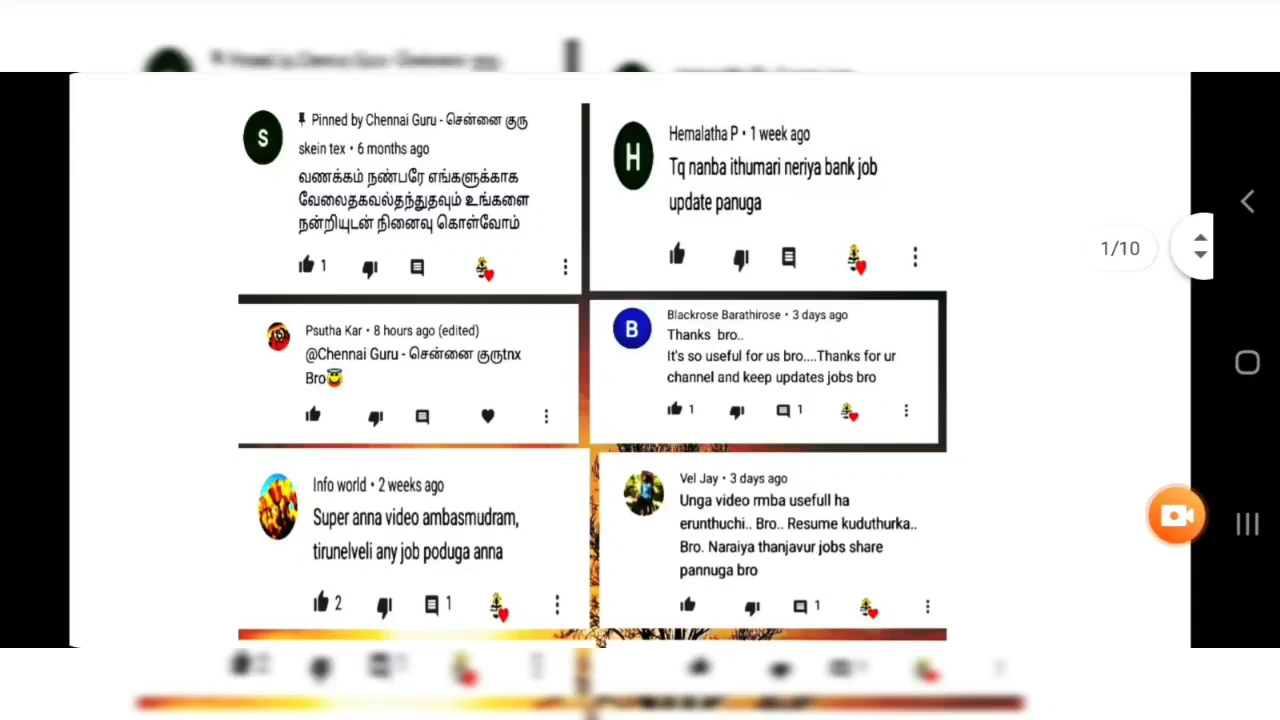 S
Pinned by Chennai Guru - சென்னை குரு
skein tex • 6 months ago
வணக்கம் நண்பரே எங்களுக்காக
வேலைதகவல்தந்துதவும் உங்களை
நன்றியுடன் நினைவு கொள்வோம்
1
H
Hemalatha P • 1 week ago
Tq nanba ithumari neriya bank job
update panuga
1/10
Psutha Kar • 8 hours ago (edited)
@Chennai Guru - சென்னை குருtnx
Bro
B
Blackrose Barathirose • 3 days ago
Thanks bro..
It's so useful for us bro....Thanks for ur
channel and keep updates jobs bro
1 1
Info world • 2 weeks ago
Super anna video ambasmudram,
tirunelveli any job poduga anna
2 1
Vel Jay • 3 days ago
Unga video rmba usefull ha
erunthuchi.. Bro.. Resume kuduthurka..
Bro. Naraiya thanjavur jobs share
pannuga bro
1